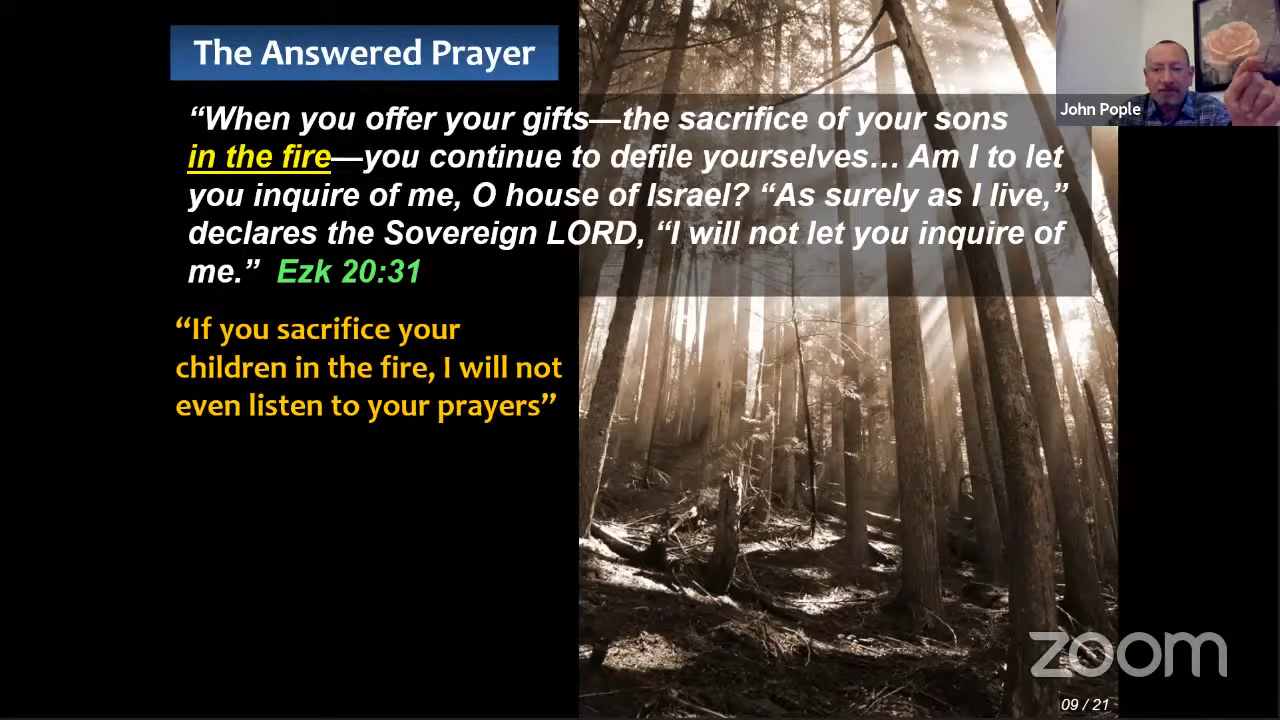 The Answered Prayer
John Pople
“When you offer your gifts—the sacrifice of your sons
in the fire—you continue to defile yourselves… Am I to let
you inquire of me, O house of Israel? “As surely as I live,”
declares the Sovereign LORD, “I will not let you inquire of
me.” Ezk 20:31
“If you sacrifice your
children in the fire, I will not
even listen to your prayers”
zoom
09 / 21